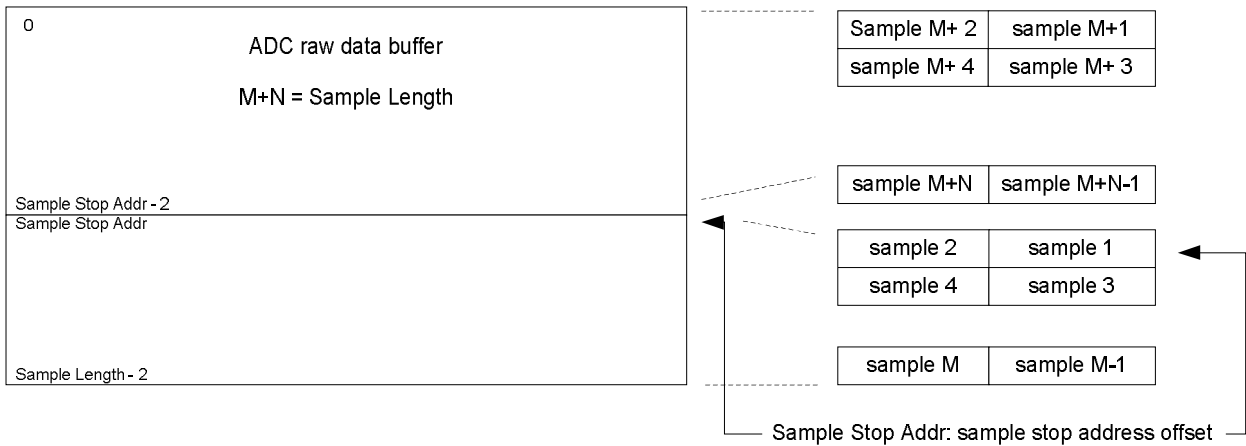 0
ADC raw data buffer
M+N = Sample Length
Sample Stop Addr - 2
Sample Stop Addr
Sample Length - 2
Sample M+ 2 sample M+1
sample M+ 4 sample M+ 3
sample M+N sample M+N-1
sample 2 sample 1
sample 4 sample 3
sample M sample M-1
Sample Stop Addr: sample stop address offset